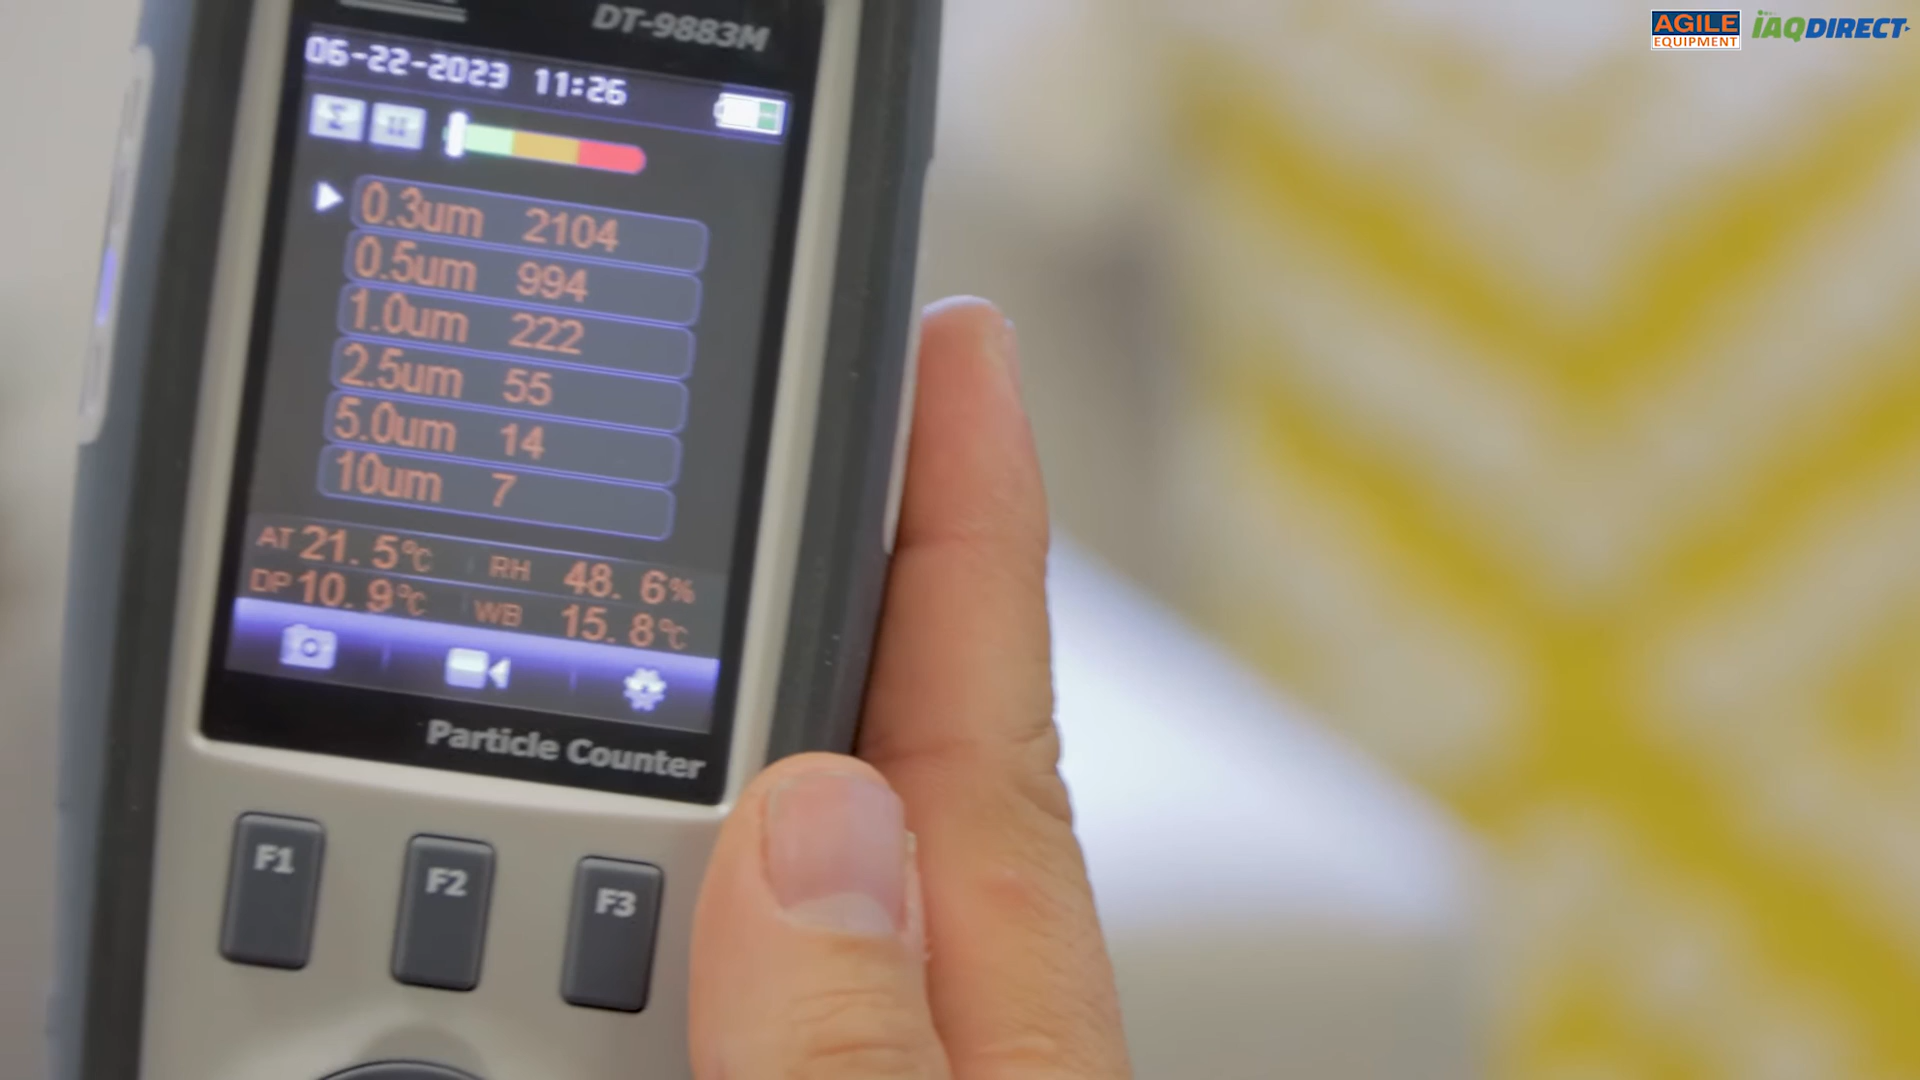 AGILE
EQUIPMENT
iAQDIRECT
DT-9883M
06-22-2023 11:26
Σ
0.3um 2104
0.5um 994
1.0um 222
2.5um 55
5.0um 14
10um 7
AT 21.5℃ RH 48.6%
DP 10.9℃ WB 15.8℃
Particle Counter
F1 F2 F3